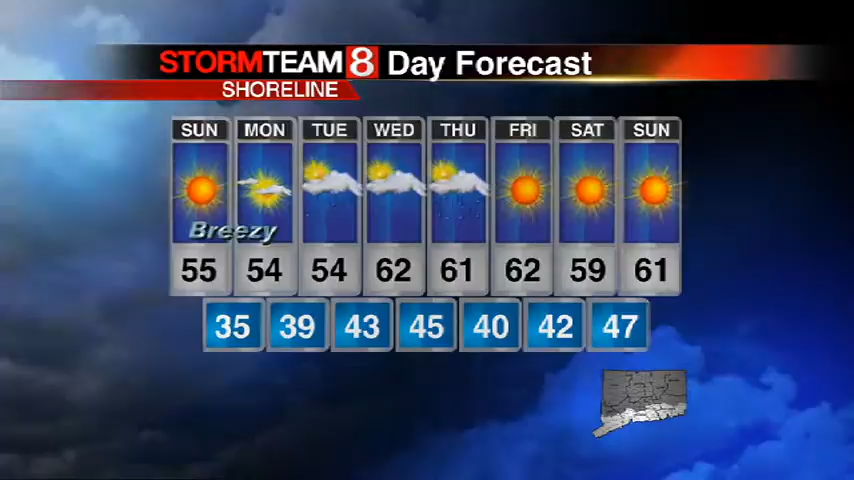 STORMTEAM 8 Day Forecast
SHORELINE
SUN MON TUE WED THU FRI SAT SUN
Breezy
55 54 54 62 61 62 59 61
35 39 43 45 40 42 47